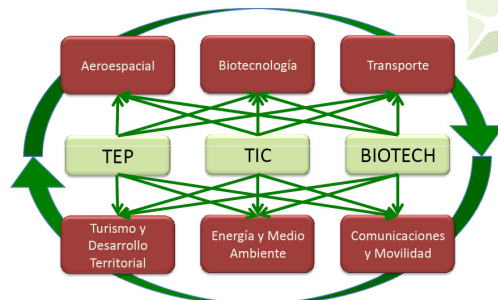 Aeroespacial
Biotecnología
Transporte
TEP
TIC
BIOTECH
Turismo y
Desarrollo
Territorial
Energía y Medio
Ambiente
Comunicaciones
y Movilidad